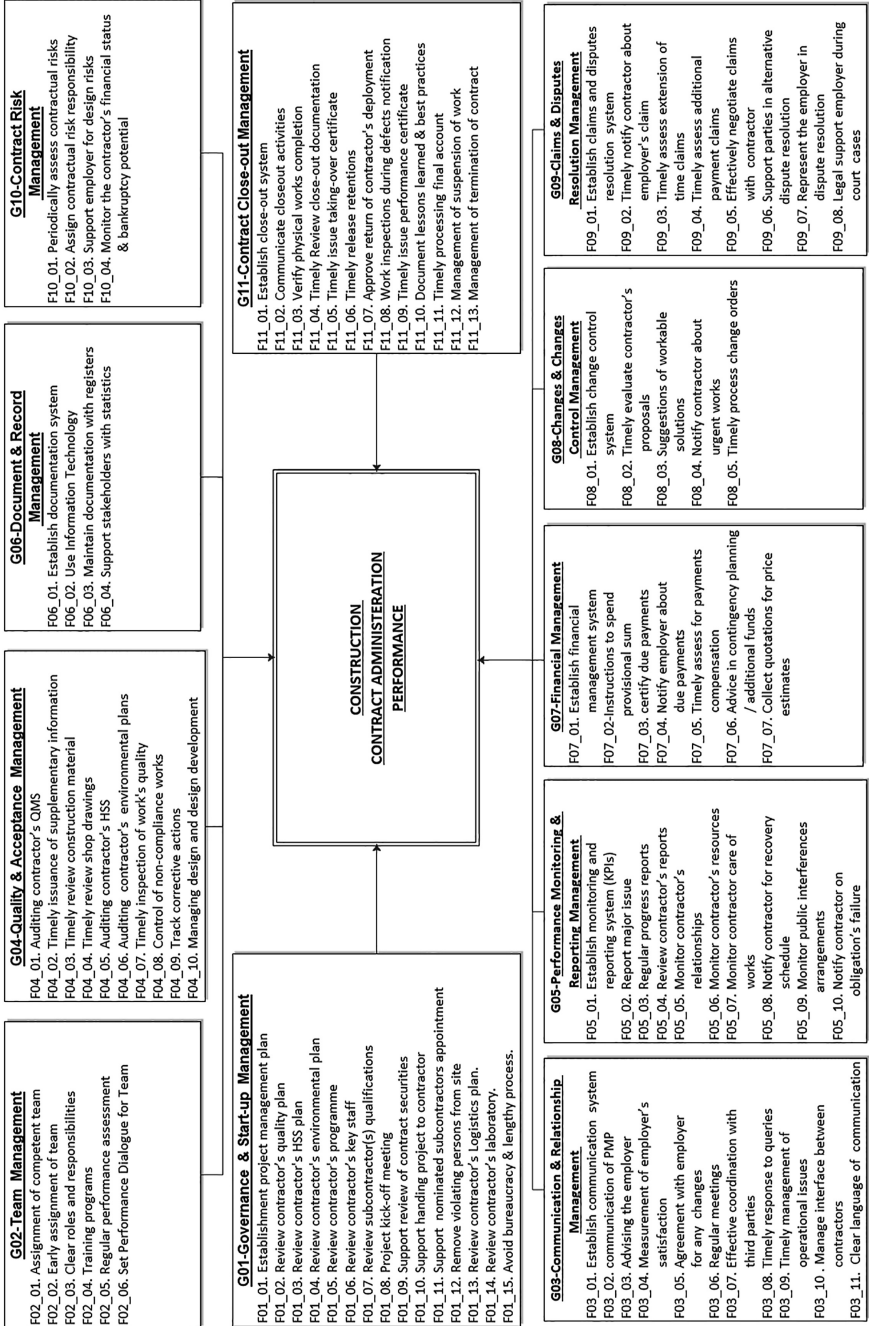 G02-Team Management
F02_01. Assignment of competent team
F02_02. Early assignment of team
F02_03. Clear roles and responsibilities
F02_04. Training programs
F02_05. Regular performance assessment
F02_06. Set Performance Dialogue for Team
G04-Quality & Acceptance Management
F04_01. Auditing contractor's QMS
F04_02. Timely issuance of supplementary information
F04_03. Timely review construction material
F04_04. Timely review shop drawings
F04_05. Auditing contractor's HSS
F04_06. Auditing contractor's environmental plans
F04_07. Timely inspection of work's quality
F04_08. Control of non-compliance works
F04_09. Track corrective actions
F04_10. Managing design and design development
G06-Document & Record
Management
F06_01. Establish documentation system
F06_02. Use Information Technology
F06_03. Maintain documentation with registers
F06_04. Support stakeholders with statistics
G10-Contract Risk
Management
F10_01. Periodically assess contractual risks
F10_02. Assign contractual risk responsibility
F10_03. Support employer for design risks
F10_04. Monitor the contractor's financial status
& bankruptcy potential
G01-Governance & Start-up Management
F01_01. Establishment project management plan
F01_02. Review contractor's quality plan
F01_03. Review contractor's HSS plan
F01_04. Review contractor's environmental plan
F01_05. Review contractor's programme
F01_06. Review contractor's key staff
F01_07. Review subcontractor(s) qualifications
F01_08. Project kick-off meeting
F01_09. Support review of contract securities
F01_10. Support handing project to contractor
F01_11. Support nominated subcontractors appointment
F01_12. Remove violating persons from site
F01_13. Review contractor's Logistics plan.
F01_14. Review contractor's laboratory.
F01_15. Avoid bureaucracy & lengthy process.
CONSTRUCTION
CONTRACT ADMINISTERATION
PERFORMANCE
G11-Contract Close-out Management
F11_01. Establish close-out system
F11_02. Communicate closeout activities
F11_03. Verify physical works completion
F11_04. Timely Review close-out documentation
F11_05. Timely issue taking-over certificate
F11_06. Timely release retentions
F11_07. Approve return of contractor's deployment
F11_08. Work inspections during defects notification
F11_09. Timely issue performance certificate
F11_10. Document lessons learned & best practices
F11_11. Timely processing final account
F11_12. Management of suspension of work
F11_13. Management of termination of contract
G03-Communication & Relationship
Management
F03_01. Establish communication system
F03_02. communication of PMP
F03_03. Advising the employer
F03_04. Measurement of employer's
satisfaction
F03_05. Agreement with employer
for any changes
F03_06. Regular meetings
F03_07. Effective coordination with
third parties
F03_08. Timely response to queries
F03_09. Timely management of
operational issues
F03_10 . Manage interface between
contractors
F03_11. Clear language of communication
G05-Performance Monitoring &
Reporting Management
F05_01. Establish monitoring and
reporting system (KPIs)
F05_02. Report major issue
F05_03. Regular progress reports
F05_04. Review contractor's reports
F05_05. Monitor contractor's
relationships
F05_06. Monitor contractor's resources
F05_07. Monitor contractor care of
works
F05_08. Notify contractor for recovery
schedule
F05_09. Monitor public interferences
arrangements
F05_10. Notify contractor on
obligation's failure
G07-Financial Management
F07_01. Establish financial
management system
F07_02-Instructions to spend
provisional sum
F07_03. certify due payments
F07_04. Notify employer about
due payments
F07_05. Timely assess for payments
compensation
F07_06. Advice in contingency planning
/ additional funds
F07_07. Collect quotations for price
estimates
G08-Changes & Changes
Control Management
F08_01. Establish change control
system
F08_02. Timely evaluate contractor's
proposals
F08_03. Suggestions of workable
solutions
F08_04. Notify contractor about
urgent works
F08_05. Timely process change orders
G09-Claims & Disputes
Resolution Management
F09_01. Establish claims and disputes
resolution system
F09_02. Timely notify contractor about
employer's claim
F09_03. Timely assess extension of
time claims
F09_04. Timely assess additional
payment claims
F09_05. Effectively negotiate claims
with contractor
F09_06. Support parties in alternative
dispute resolution
F09_07. Represent the employer in
dispute resolution
F09_08. Legal support employer during
court cases